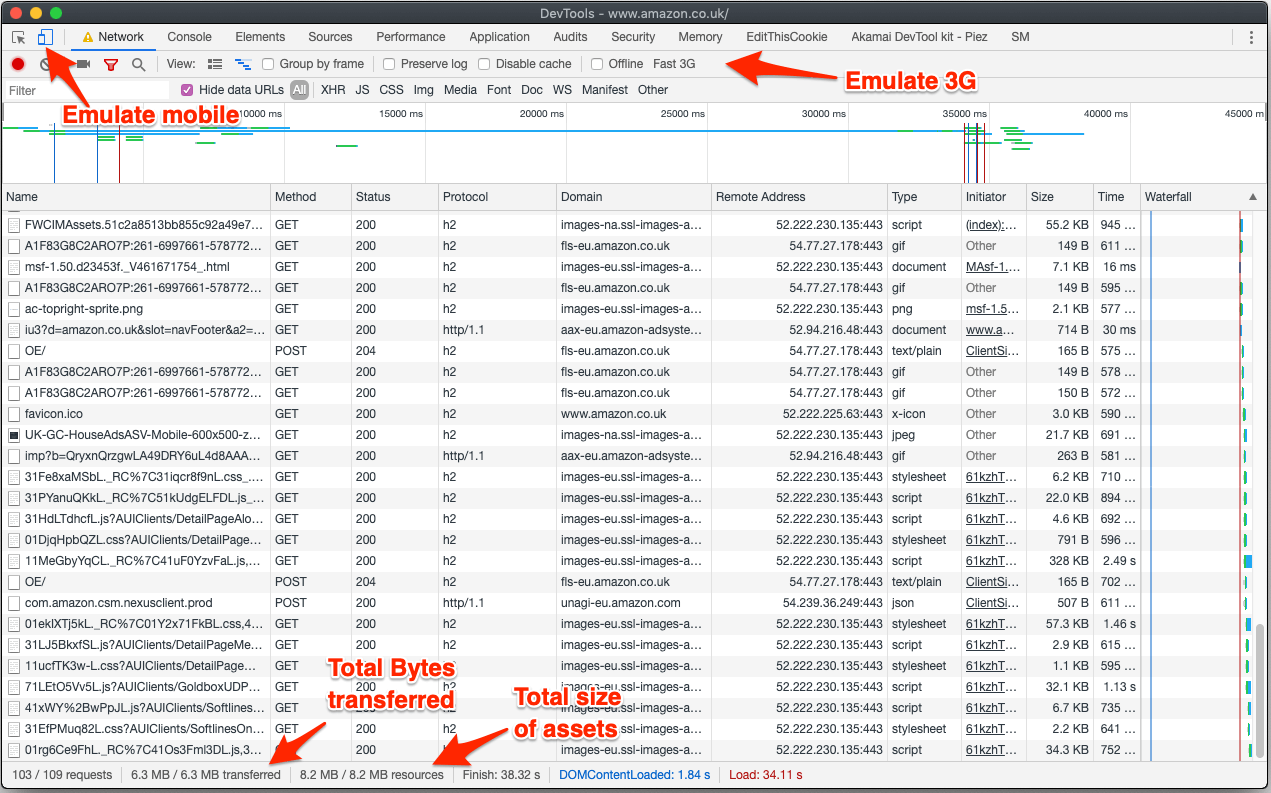 DevTools - www.amazon.co.uk/
Network Console Elements Sources Performance Application Audits Security Memory EditThisCookie Akamai DevTool kit - Piez SM
View: Group by frame Preserve log Disable cache Offline Fast 3G
Emulate 3G
Filter Hide data URLs All XHR JS CSS Img Media Font Doc WS Manifest Other
Emulate mobile
15000 ms 20000 ms 25000 ms 30000 ms 35000 ms 40000 ms 45000 m
Name Method Status Protocol Domain Remote Address Type Initiator Size Time Waterfall
FWCIMAssets.51c2a8513bb855c92a49e7... GET 200 h2 images-na.ssl-images-a... 52.222.230.135:443 script (index):... 55.2 KB 945 ...
A1F83G8C2ARO7P:261-6997661-578772... GET 200 h2 fls-eu.amazon.co.uk 54.77.27.178:443 gif Other 149 B 611 ...
msf-1.50.d23453f._V461671754_.html GET 200 h2 images-eu.ssl-images-a... 52.222.230.135:443 document MAsf-1.... 7.1 KB 16 ms
A1F83G8C2ARO7P:261-6997661-578772... GET 200 h2 fls-eu.amazon.co.uk 54.77.27.178:443 gif Other 149 B 595 ...
ac-topright-sprite.png GET 200 h2 images-eu.ssl-images-a... 52.222.230.135:443 png msf-1.5... 2.1 KB 577 ...
iu3?d=amazon.co.uk&slot=navFooter&a2=... GET 200 http/1.1 aax-eu.amazon-adsyste... 52.94.216.48:443 document www.a... 714 B 30 ms
OE/ POST 204 h2 fls-eu.amazon.co.uk 54.77.27.178:443 text/plain ClientSi... 165 B 575 ...
A1F83G8C2ARO7P:261-6997661-578772... GET 200 h2 fls-eu.amazon.co.uk 54.77.27.178:443 gif Other 149 B 578 ...
A1F83G8C2ARO7P:261-6997661-578772... GET 200 h2 fls-eu.amazon.co.uk 54.77.27.178:443 gif Other 150 B 572 ...
favicon.ico GET 200 h2 www.amazon.co.uk 52.222.225.63:443 x-icon Other 3.0 KB 590 ...
UK-GC-HouseAdsASV-Mobile-600x500-z... GET 200 h2 images-na.ssl-images-a... 52.222.230.135:443 jpeg Other 21.7 KB 691 ...
imp?b=QryxnQrzgwLA49DRY6uL4d8AAA... GET 200 http/1.1 aax-eu.amazon-adsyste... 52.94.216.48:443 gif Other 263 B 581 ...
31Fe8xaMSbL._RC%7C31iqcr8f9nL.css_... GET 200 h2 images-eu.ssl-images-a... 52.222.230.135:443 stylesheet 61kzhT... 6.2 KB 710 ...
31PYanuQKkL._RC%7C51kUdgELFDL.js_... GET 200 h2 images-eu.ssl-images-a... 52.222.230.135:443 script 61kzhT... 22.0 KB 894 ...
31HdLTdhcfL.js?AUIClients/DetailPageAlo... GET 200 h2 images-eu.ssl-images-a... 52.222.230.135:443 script 61kzhT... 4.6 KB 692 ...
01DjqHpbQZL.css?AUIClients/DetailPage... GET 200 h2 images-eu.ssl-images-a... 52.222.230.135:443 stylesheet 61kzhT... 791 B 596 ...
11MeGbyYqCL._RC%7C41uF0YzvFaL.js,... GET 200 h2 images-eu.ssl-images-a... 52.222.230.135:443 script 61kzhT... 328 KB 2.49 s
OE/ POST 204 h2 fls-eu.amazon.co.uk 54.77.27.178:443 text/plain ClientSi... 165 B 702 ...
com.amazon.csm.nexusclient.prod POST 200 http/1.1 unagi-eu.amazon.com 54.239.36.249:443 json ClientSi... 507 B 611 ...
01eklXTj5kL._RC%7C01Y2x71FkBL.css,4... GET 200 h2 images-eu.ssl-images-a... 52.222.230.135:443 stylesheet 61kzhT... 57.3 KB 1.46 s
31LJ5BkxfSL.js?AUIClients/DetailPageMe... GET 200 h2 images-eu.ssl-images-a... 52.222.230.135:443 script 61kzhT... 2.9 KB 615 ...
11ucfTK3w-L.css?AUIClients/DetailPage... GET h2 images-eu.ssl-images-a... 52.222.230.135:443 stylesheet 61kzhT... 1.1 KB 595 ...
Total Bytes
transferred
71LEtO5Vv5L.js?AUIClients/GoldboxUDP... GET 200 h2 images-eu.ssl-images-a... 52.222.230.135:443 script 61kzhT... 32.1 KB 1.13 s
Total size
of assets
41xWY%2BwPpJL.js?AUIClients/Softlines... GET 200 h2 images-eu.ssl-images-a... 52.222.230.135:443 script 61kzhT... 6.7 KB 735 ...
31EfPMuq82L.css?AUIClients/SoftlinesOn... GET 200 h2 52.222.230.135:443 stylesheet 61kzhT... 2.2 KB 641 ...
01rg6Ce9FhL._RC%7C41Os3Fml3DL.js,3... 200 h2 images-eu.ssl-images-a... 52.222.230.135:443 script 61kzhT... 34.3 KB 752 ...
103 / 109 requests 6.3 MB / 6.3 MB transferred 8.2 MB / 8.2 MB resources Finish: 38.32 s DOMContentLoaded: 1.84 s Load: 34.11 s